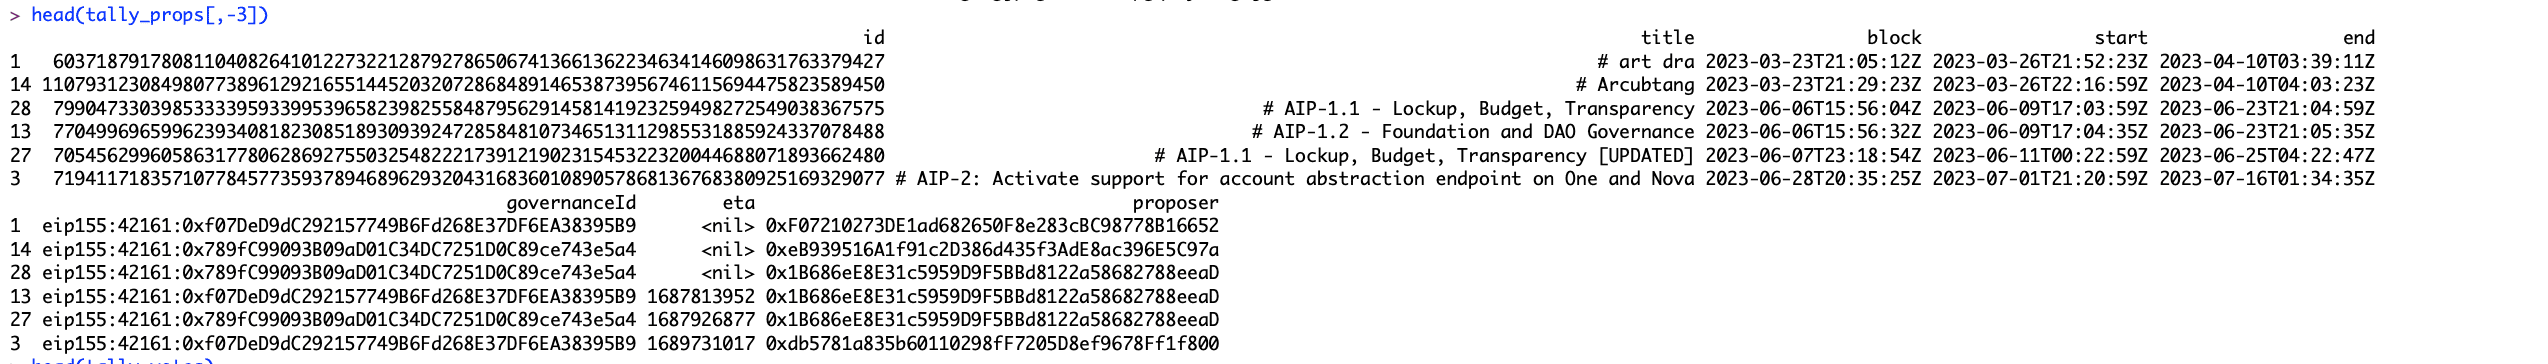 > head(tally_props[,-3])
id title block start end
1 60371879178081104082641012273221287927865067413661362234634146098631763379427 # art dra 2023-03-23T21:05:12Z 2023-03-26T21:52:23Z 2023-04-10T03:39:11Z
14 110793123084980773896129216551445203207286848914653873956746115694475823589450 # Arcubtang 2023-03-23T21:29:23Z 2023-03-26T22:16:59Z 2023-04-10T04:03:23Z
28 79904733039853333959339953965823982558487956291458141923259498272549038367575 # AIP-1.1 - Lockup, Budget, Transparency 2023-06-06T15:56:04Z 2023-06-09T17:03:59Z 2023-06-23T21:04:59Z
13 77049969659962393408182308518930939247285848107346513112985531885924337078488 # AIP-1.2 - Foundation and DAO Governance 2023-06-06T15:56:32Z 2023-06-09T17:04:35Z 2023-06-23T21:05:35Z
27 70545629960586317780628692755032548222173912190231545322320044688071893662480 # AIP-1.1 - Lockup, Budget, Transparency [UPDATED] 2023-06-07T23:18:54Z 2023-06-11T00:22:59Z 2023-06-25T04:22:47Z
3 71941171835710778457735937894689629320431683601089057868136768380925169329077 # AIP-2: Activate support for account abstraction endpoint on One and Nova 2023-06-28T20:35:25Z 2023-07-01T21:20:59Z 2023-07-16T01:34:35Z
governanceId eta proposer
1 eip155:42161:0xf07DeD9dC292157749B6Fd268E37DF6EA38395B9 <nil> 0xF07210273DE1ad682650F8e283cBC98778B16652
14 eip155:42161:0x789fC99093B09aD01C34DC7251D0C89ce743e5a4 <nil> 0xeB939516A1f91c2D386d435f3AdE8ac396E5C97a
28 eip155:42161:0x789fC99093B09aD01C34DC7251D0C89ce743e5a4 <nil> 0x1B686eE8E31c5959D9F5BBd8122a58682788eeaD
13 eip155:42161:0xf07DeD9dC292157749B6Fd268E37DF6EA38395B9 1687813952 0x1B686eE8E31c5959D9F5BBd8122a58682788eeaD
27 eip155:42161:0x789fC99093B09aD01C34DC7251D0C89ce743e5a4 1687926877 0x1B686eE8E31c5959D9F5BBd8122a58682788eeaD
3 eip155:42161:0xf07DeD9dC292157749B6Fd268E37DF6EA38395B9 1689731017 0xdb5781a835b60110298fF7205D8ef9678Ff1f800